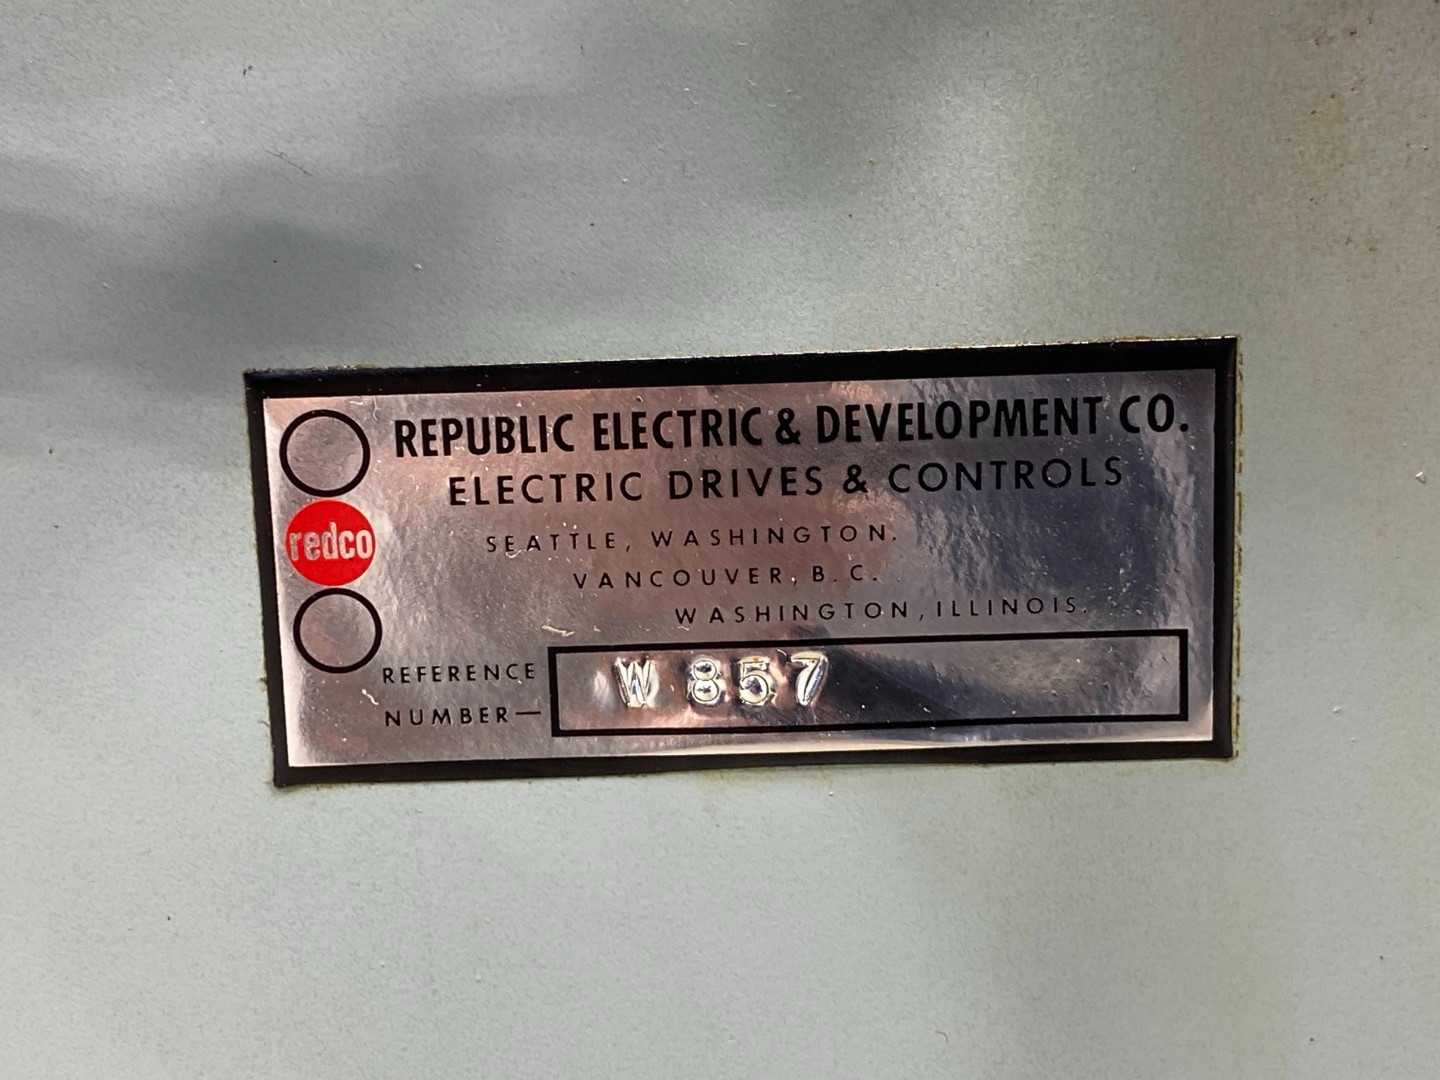 REPUBLIC ELECTRIC & DEVELOPMENT CO.
ELECTRIC DRIVES & CONTROLS
SEATTLE, WASHINGTON.
VANCOUVER, B.C.
WASHINGTON, ILLINOIS.
redco
REFERENCE
NUMBER— W 857